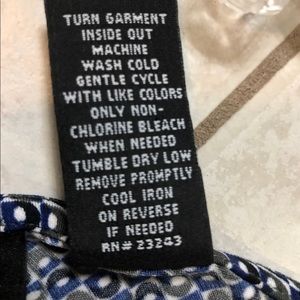 TURN GARMENT
INSIDE OUT
MACHINE
WASH COLD
GENTLE CYCLE
WITH LIKE COLORS
ONLY NON-
CHLORINE BLEACH
WHEN NEEDED
TUMBLE DRY LOW
REMOVE PROMPTLY
COOL IRON
ON REVERSE
IF NEEDED
RN# 23243